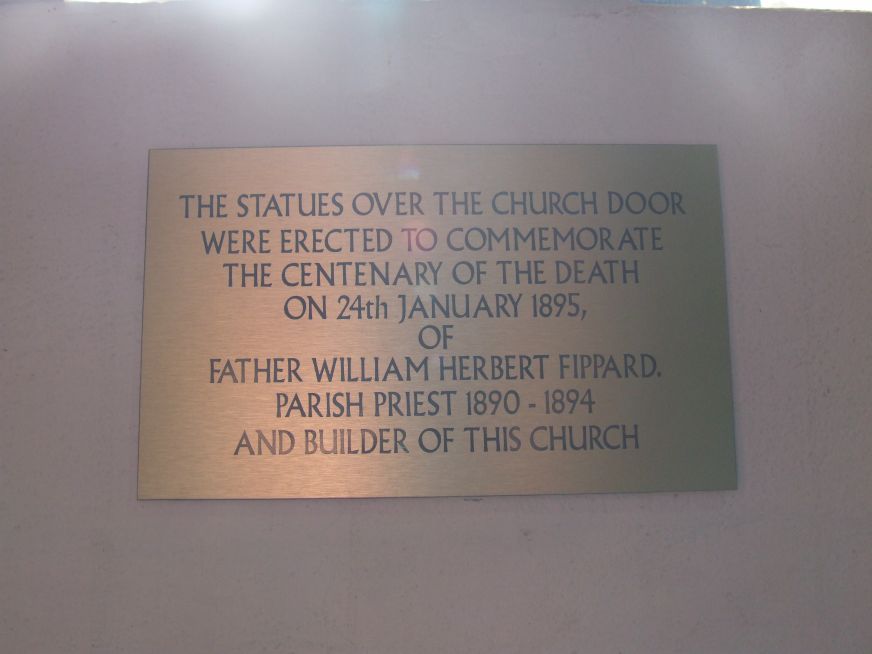 THE STATUES OVER THE CHURCH DOOR
WERE ERECTED TO COMMEMORATE
THE CENTENARY OF THE DEATH
ON 24th JANUARY 1895,
OF
FATHER WILLIAM HERBERT FIPPARD.
PARISH PRIEST 1890 - 1894
AND BUILDER OF THIS CHURCH